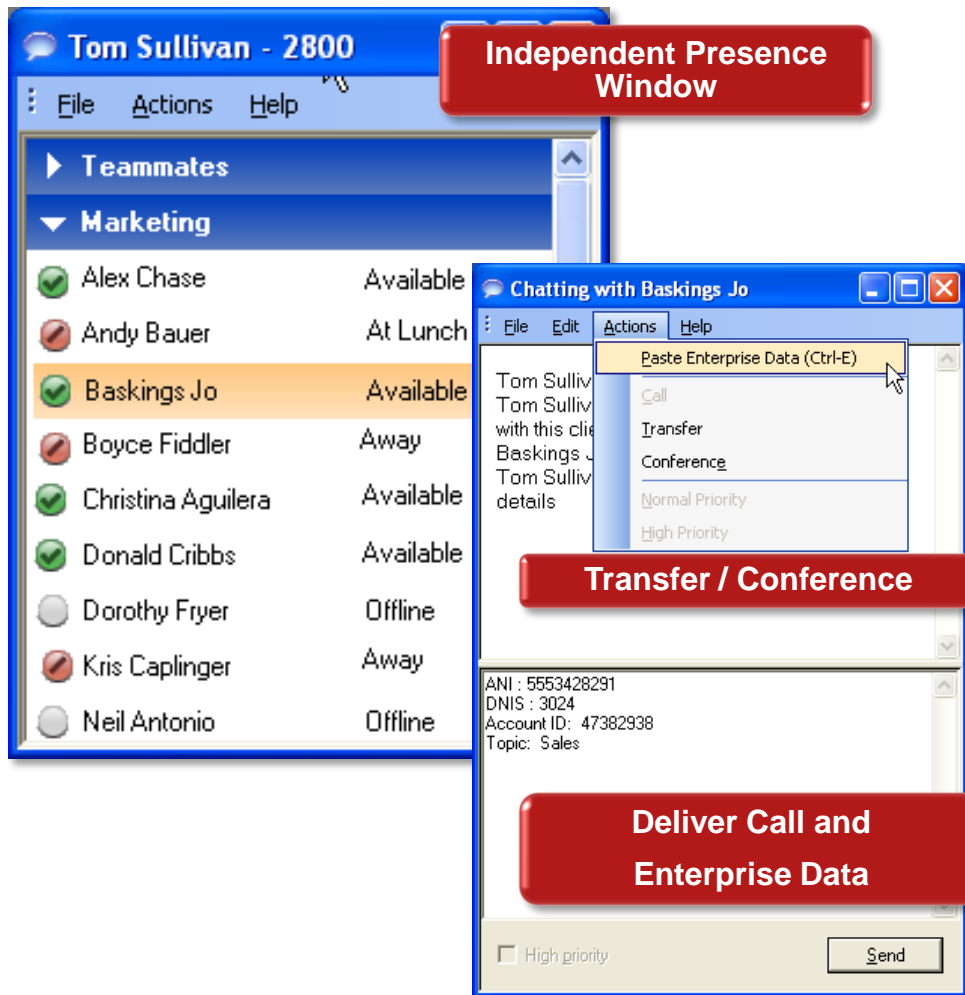 Tom Sullivan - 2800
Independent Presence
Window
File Actions Help
Teammates
Marketing
Alex Chase Available
Andy Bauer At Lunch
Baskings Jo Available
Boyce Fiddler Away
Christina Aguilera Available
Donald Cribbs Available
Dorothy Fryer Offline
Kris Caplinger Away
Neil Antonio Offline
Chatting with Baskings Jo
File Edit Actions Help
Paste Enterprise Data (Ctrl-E)
Call
Transfer
Conference
Normal Priority
High Priority
Tom Sulliv
Tom Sulliv
with this clie
Baskings J
Tom Sulliv
details
Transfer / Conference
ANI : 5553428291
DNIS : 3024
Account ID: 47382938
Topic: Sales
Deliver Call and
Enterprise Data
High priority
Send